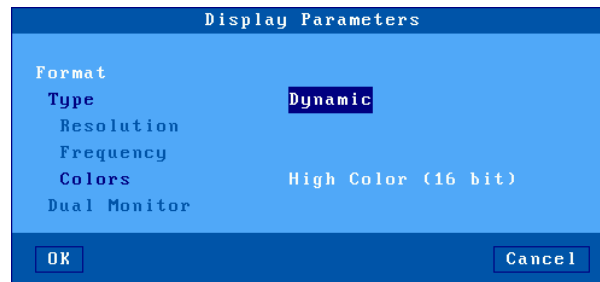 Display Parameters
Format
Type Dynamic
Resolution
Frequency
Colors High Color (16 bit)
Dual Monitor
OK Cancel